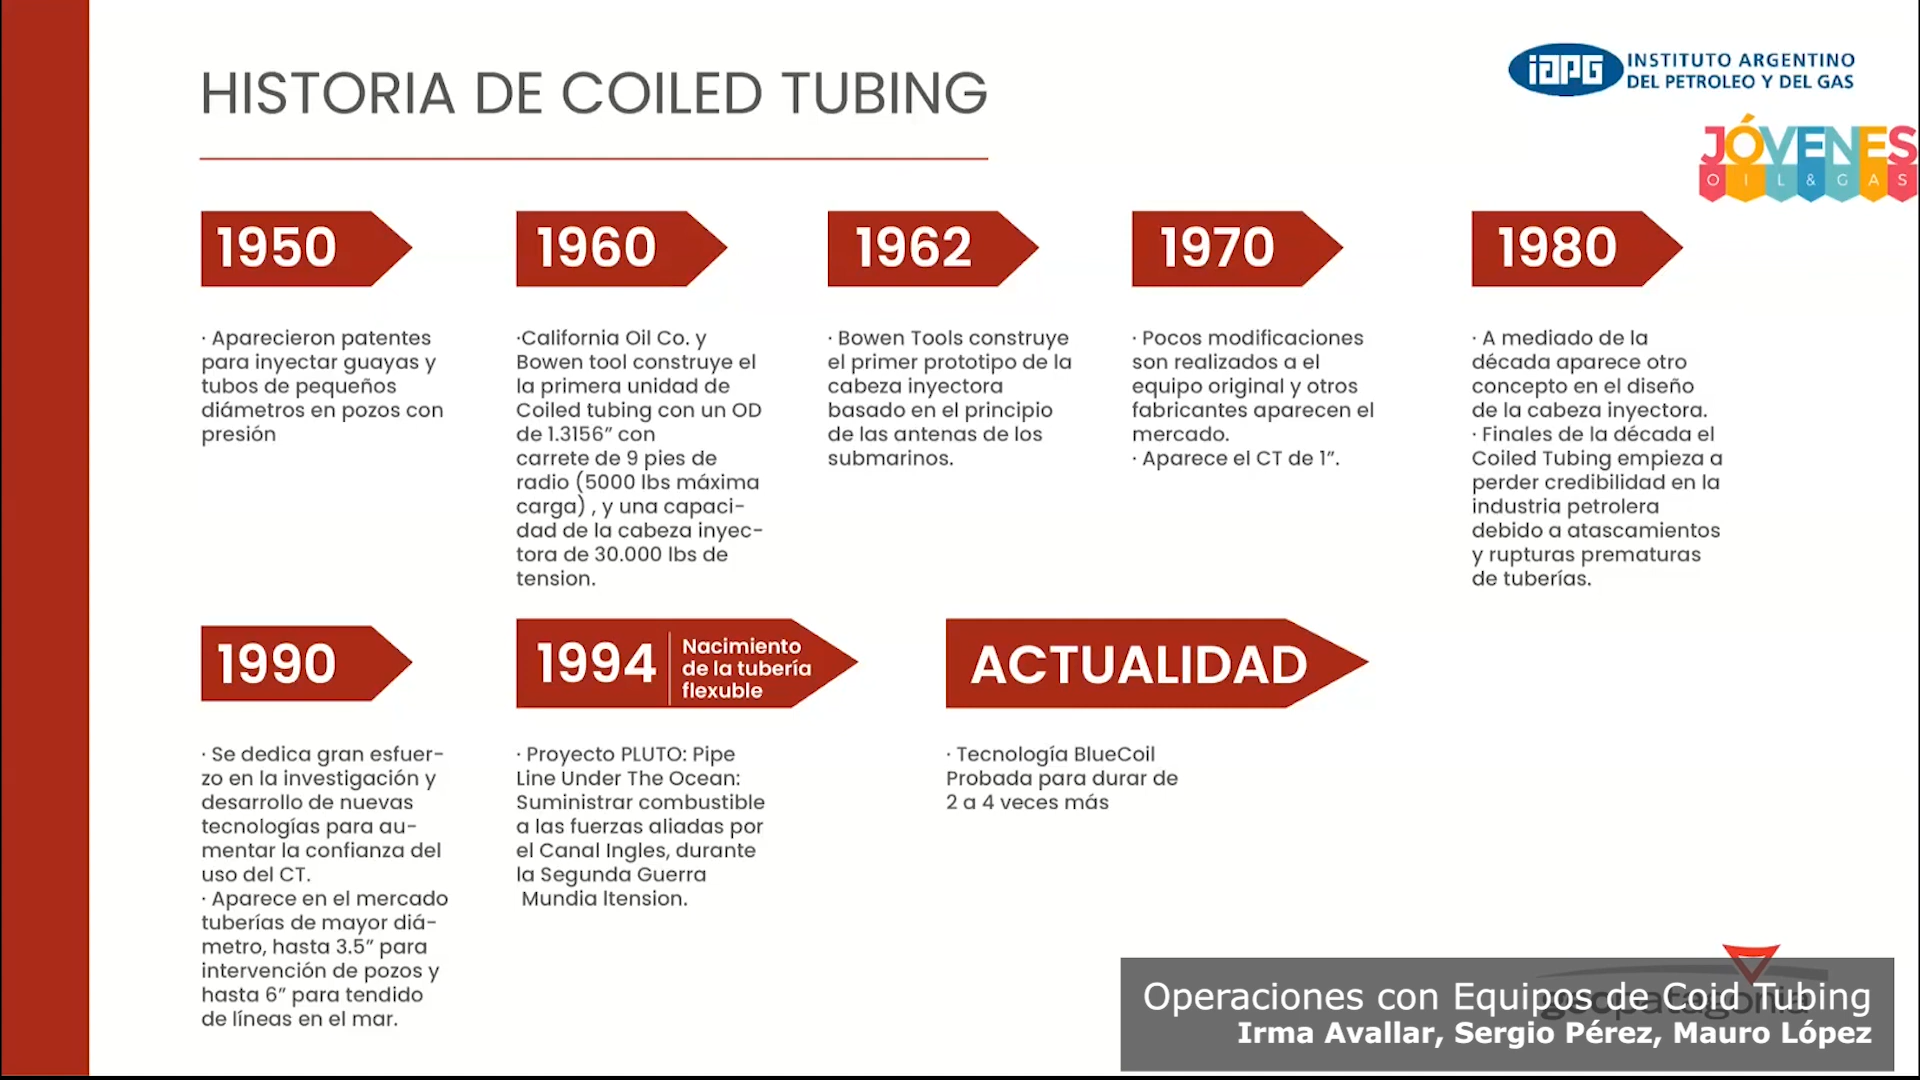 HISTORIA DE COILED TUBING
iapg INSTITUTO ARGENTINO
DEL PETROLEO Y DEL GAS
JÓVENES
OIL&GAS
1950
· Aparecieron patentes
para inyectar guayas y
tubos de pequeños
diámetros en pozos con
presión
1960
·California Oil Co. y
Bowen tool construye el
la primera unidad de
Coiled tubing con un OD
de 1.3156” con
carrete de 9 pies de
radio (5000 lbs máxima
carga) , y una capaci-
dad de la cabeza inyec-
tora de 30.000 lbs de
tension.
1962
· Bowen Tools construye
el primer prototipo de la
cabeza inyectora
basado en el principio
de las antenas de los
submarinos.
1970
· Pocos modificaciones
son realizados a el
equipo original y otros
fabricantes aparecen el
mercado.
· Aparece el CT de 1”.
1980
· A mediado de la
década aparece otro
concepto en el diseño
de la cabeza inyectora.
· Finales de la década el
Coiled Tubing empieza a
perder credibilidad en la
industria petrolera
debido a atascamientos
y rupturas prematuras
de tuberías.
1990
· Se dedica gran esfuer-
zo en la investigación y
desarrollo de nuevas
tecnologías para au-
mentar la confianza del
uso del CT.
· Aparece en el mercado
tuberías de mayor diá-
metro, hasta 3.5” para
intervención de pozos y
hasta 6” para tendido
de líneas en el mar.
1994
Nacimiento
de la tubería
flexuble
· Proyecto PLUTO: Pipe
Line Under The Ocean:
Suministrar combustible
a las fuerzas aliadas por
el Canal Ingles, durante
la Segunda Guerra
Mundia ltension.
ACTUALIDAD
· Tecnología BlueCoil
Probada para durar de
2 a 4 veces más
geopatagonia
Operaciones con Equipos de Coid Tubing
Irma Avallar, Sergio Pérez, Mauro López